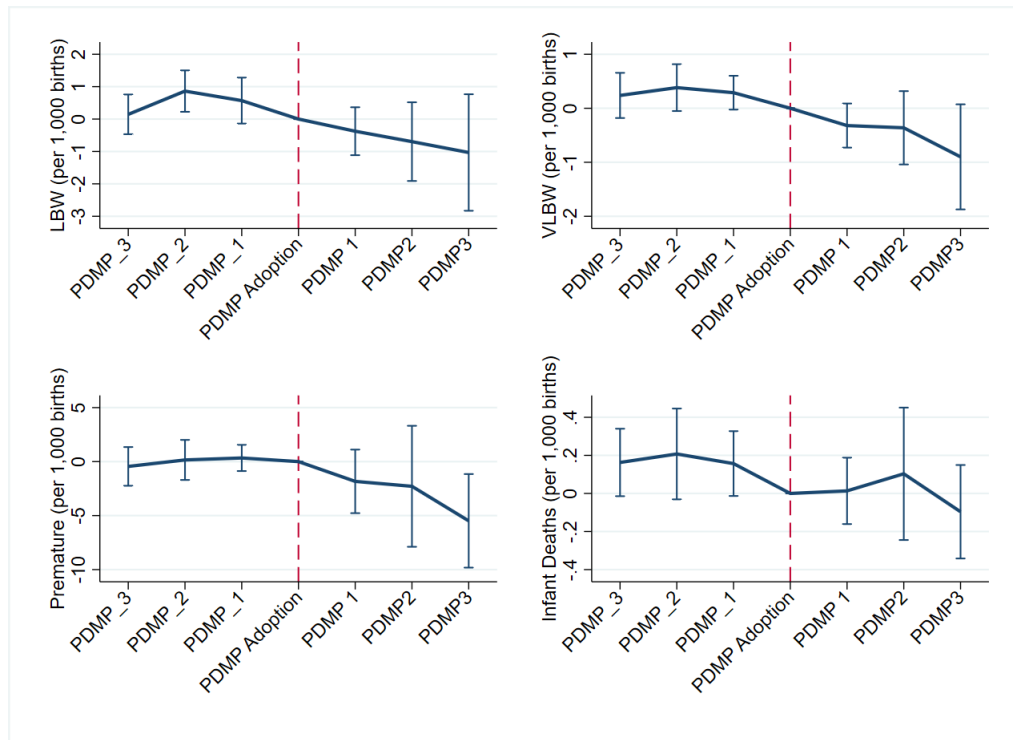 LBW (per 1,000 births)
2
1
0
-1
-2
-3
PDMP_3
PDMP_2
PDMP_1
PDMP Adoption
PDMP 1
PDMP2
PDMP3
VLBW (per 1,000 births)
1
0
-1
-2
PDMP_3
PDMP_2
PDMP_1
PDMP Adoption
PDMP 1
PDMP2
PDMP3
Premature (per 1,000 births)
5
0
-5
-10
PDMP_3
PDMP_2
PDMP_1
PDMP Adoption
PDMP 1
PDMP2
PDMP3
Infant Deaths (per 1,000 births)
.4
.2
0
-.2
-.4
PDMP_3
PDMP_2
PDMP_1
PDMP Adoption
PDMP 1
PDMP2
PDMP3